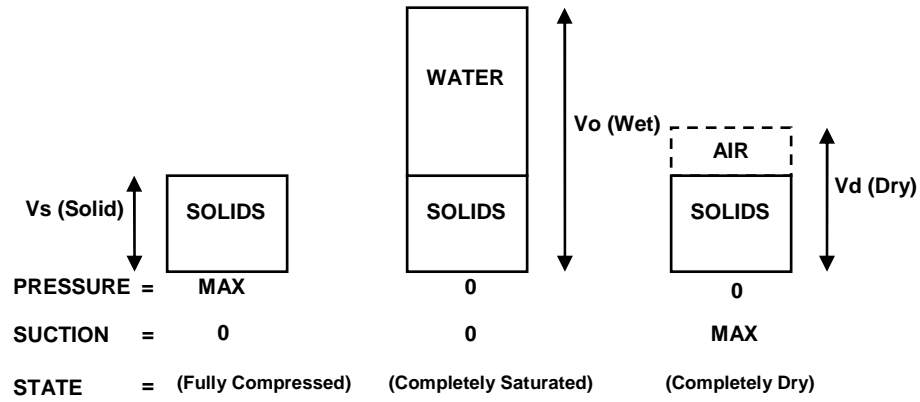 WATER
Vo (Wet)
AIR
Vs (Solid)
SOLIDS
SOLIDS
SOLIDS
Vd (Dry)
PRESSURE = MAX 0 0
SUCTION = 0 0 MAX
STATE = (Fully Compressed) (Completely Saturated) (Completely Dry)